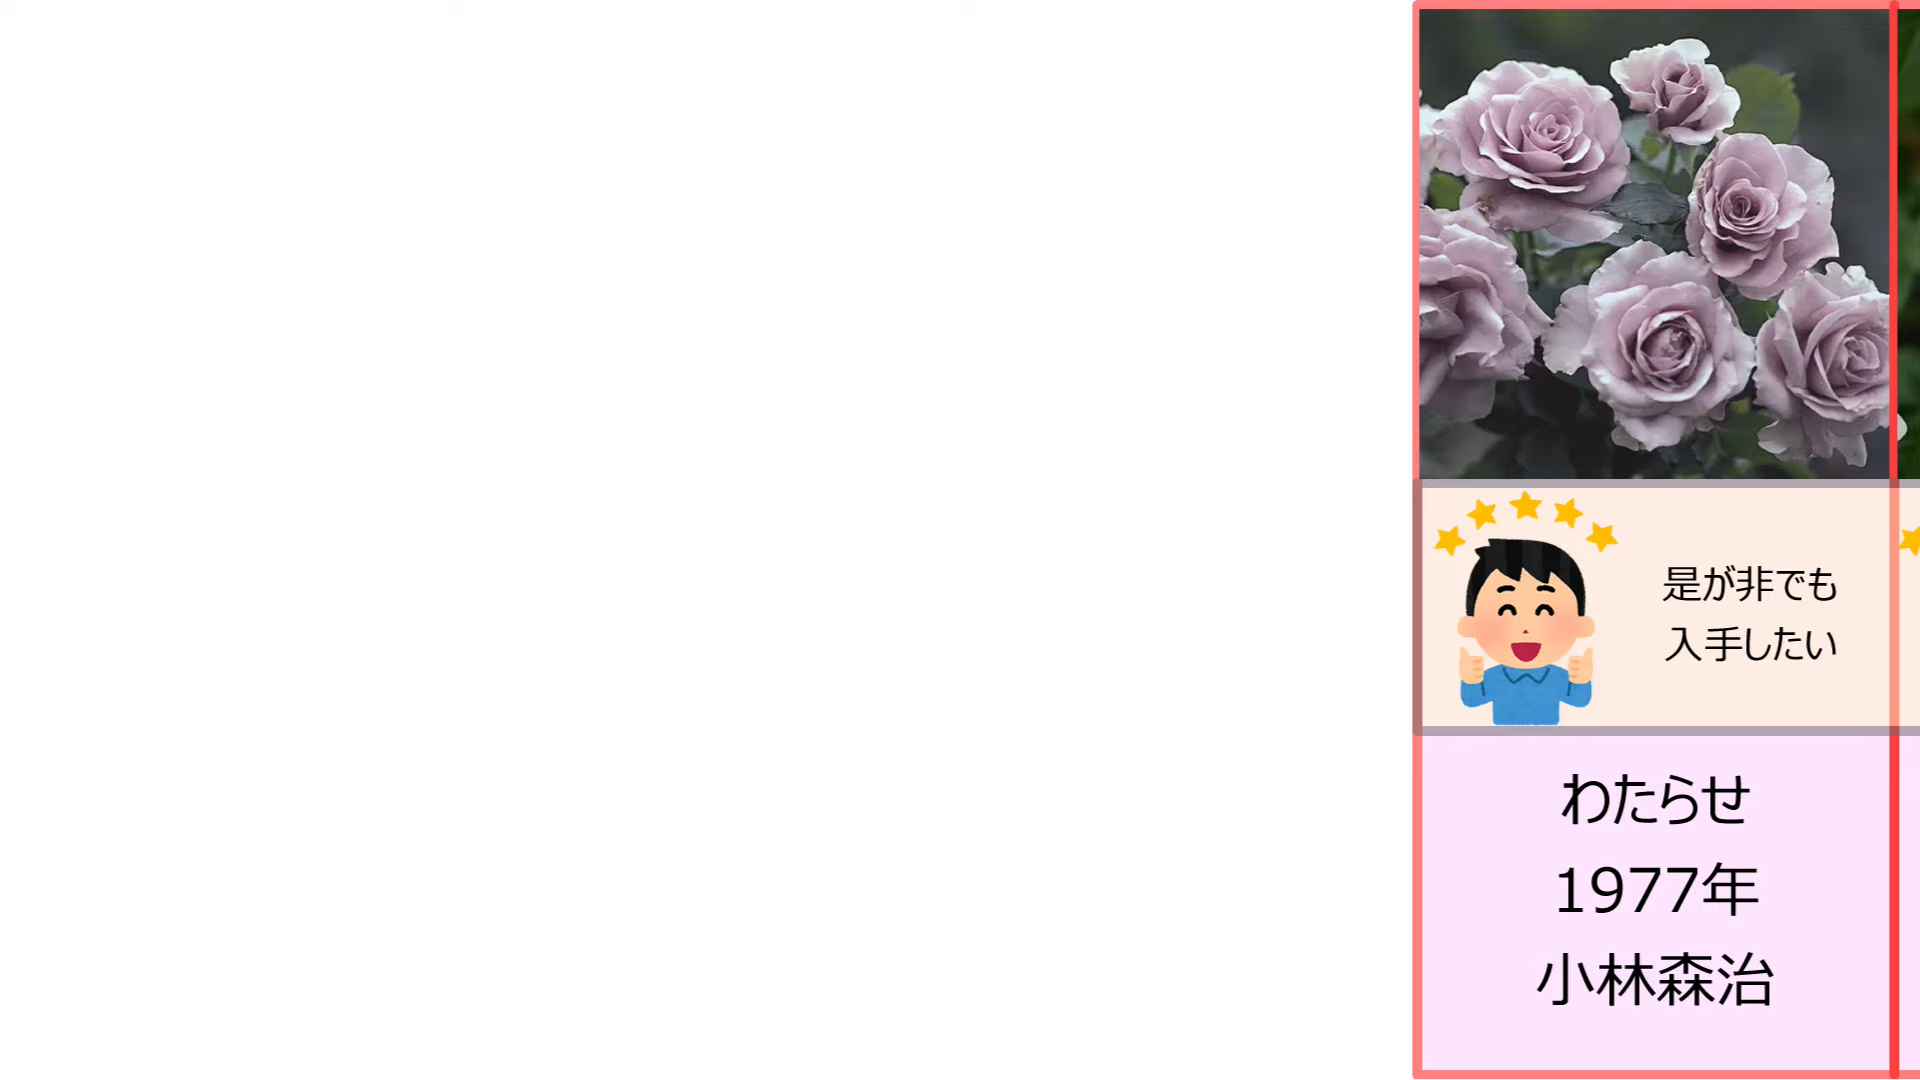 是が非でも
入手したい
わたらせ
1977年
小林森治